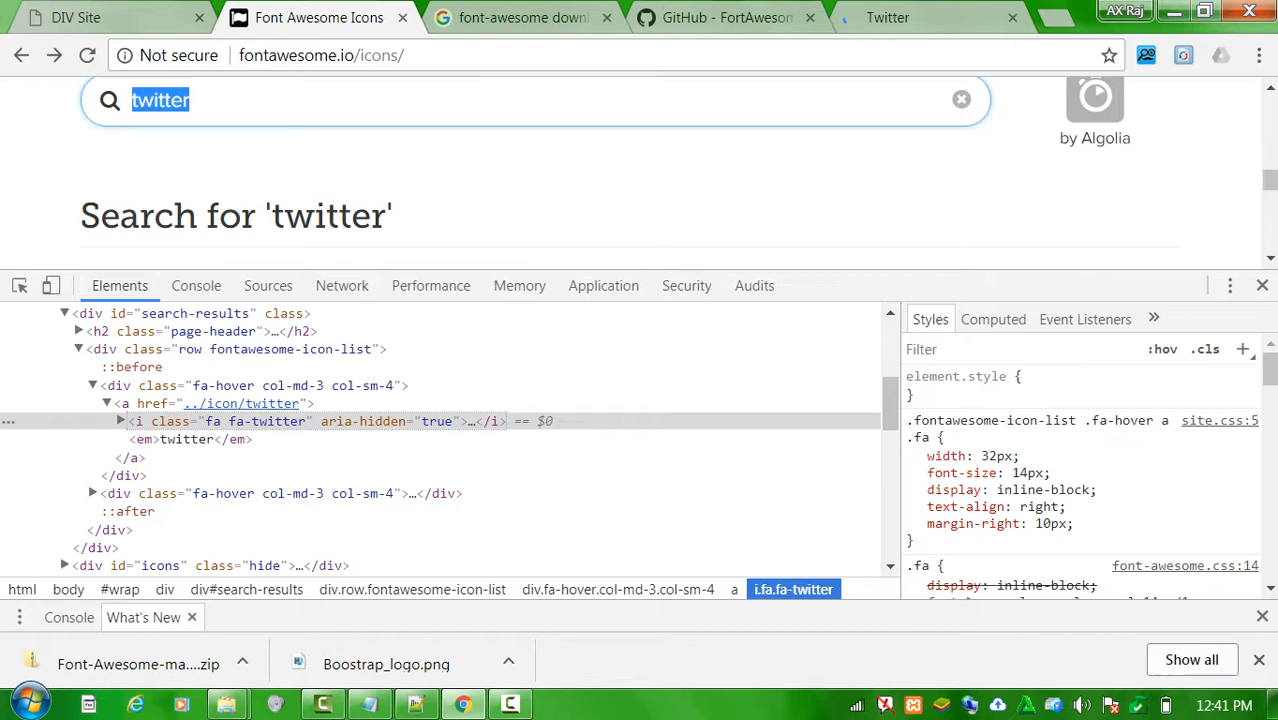 DIV Site
Font Awesome Icons
font-awesome downl
GitHub - FortAwesom
Twitter
AX Raj
Not secure
fontawesome.io/icons/
twitter
by Algolia
Search for 'twitter'
Elements Console Sources Network Performance Memory Application Security Audits
<div id="search-results" class>
<h2 class="page-header">…</h2>
<div class="row fontawesome-icon-list">
::before
<div class="fa-hover col-md-3 col-sm-4">
<a href="../icon/twitter">
… <i class="fa fa-twitter" aria-hidden="true">…</i> == $0
<em>twitter</em>
</a>
</div>
<div class="fa-hover col-md-3 col-sm-4">…</div>
::after
</div>
</div>
<div id="icons" class="hide">…</div>
html body #wrap div div#search-results div.row.fontawesome-icon-list div.fa-hover.col-md-3.col-sm-4 a i.fa.fa-twitter
Styles Computed Event Listeners
Filter :hov .cls +
element.style {
}
.fontawesome-icon-list .fa-hover a site.css:5
.fa {
width: 32px;
font-size: 14px;
display: inline-block;
text-align: right;
margin-right: 10px;
}
.fa { font-awesome.css:14
display: inline-block;
Console What's New
Font-Awesome-ma....zip
Boostrap_logo.png
Show all
12:41 PM